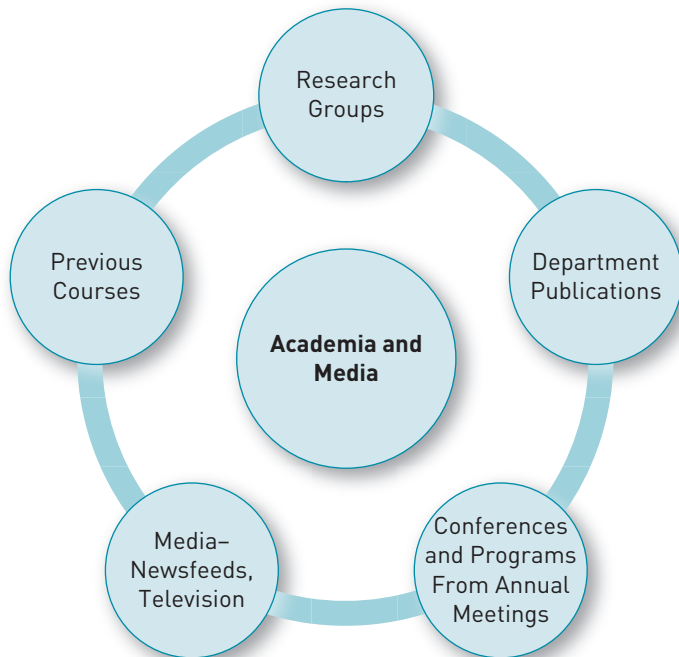 Research
Groups
Previous
Courses
Department
Publications
Academia and
Media
Media–
Newsfeeds,
Television
Conferences
and Programs
From Annual
Meetings